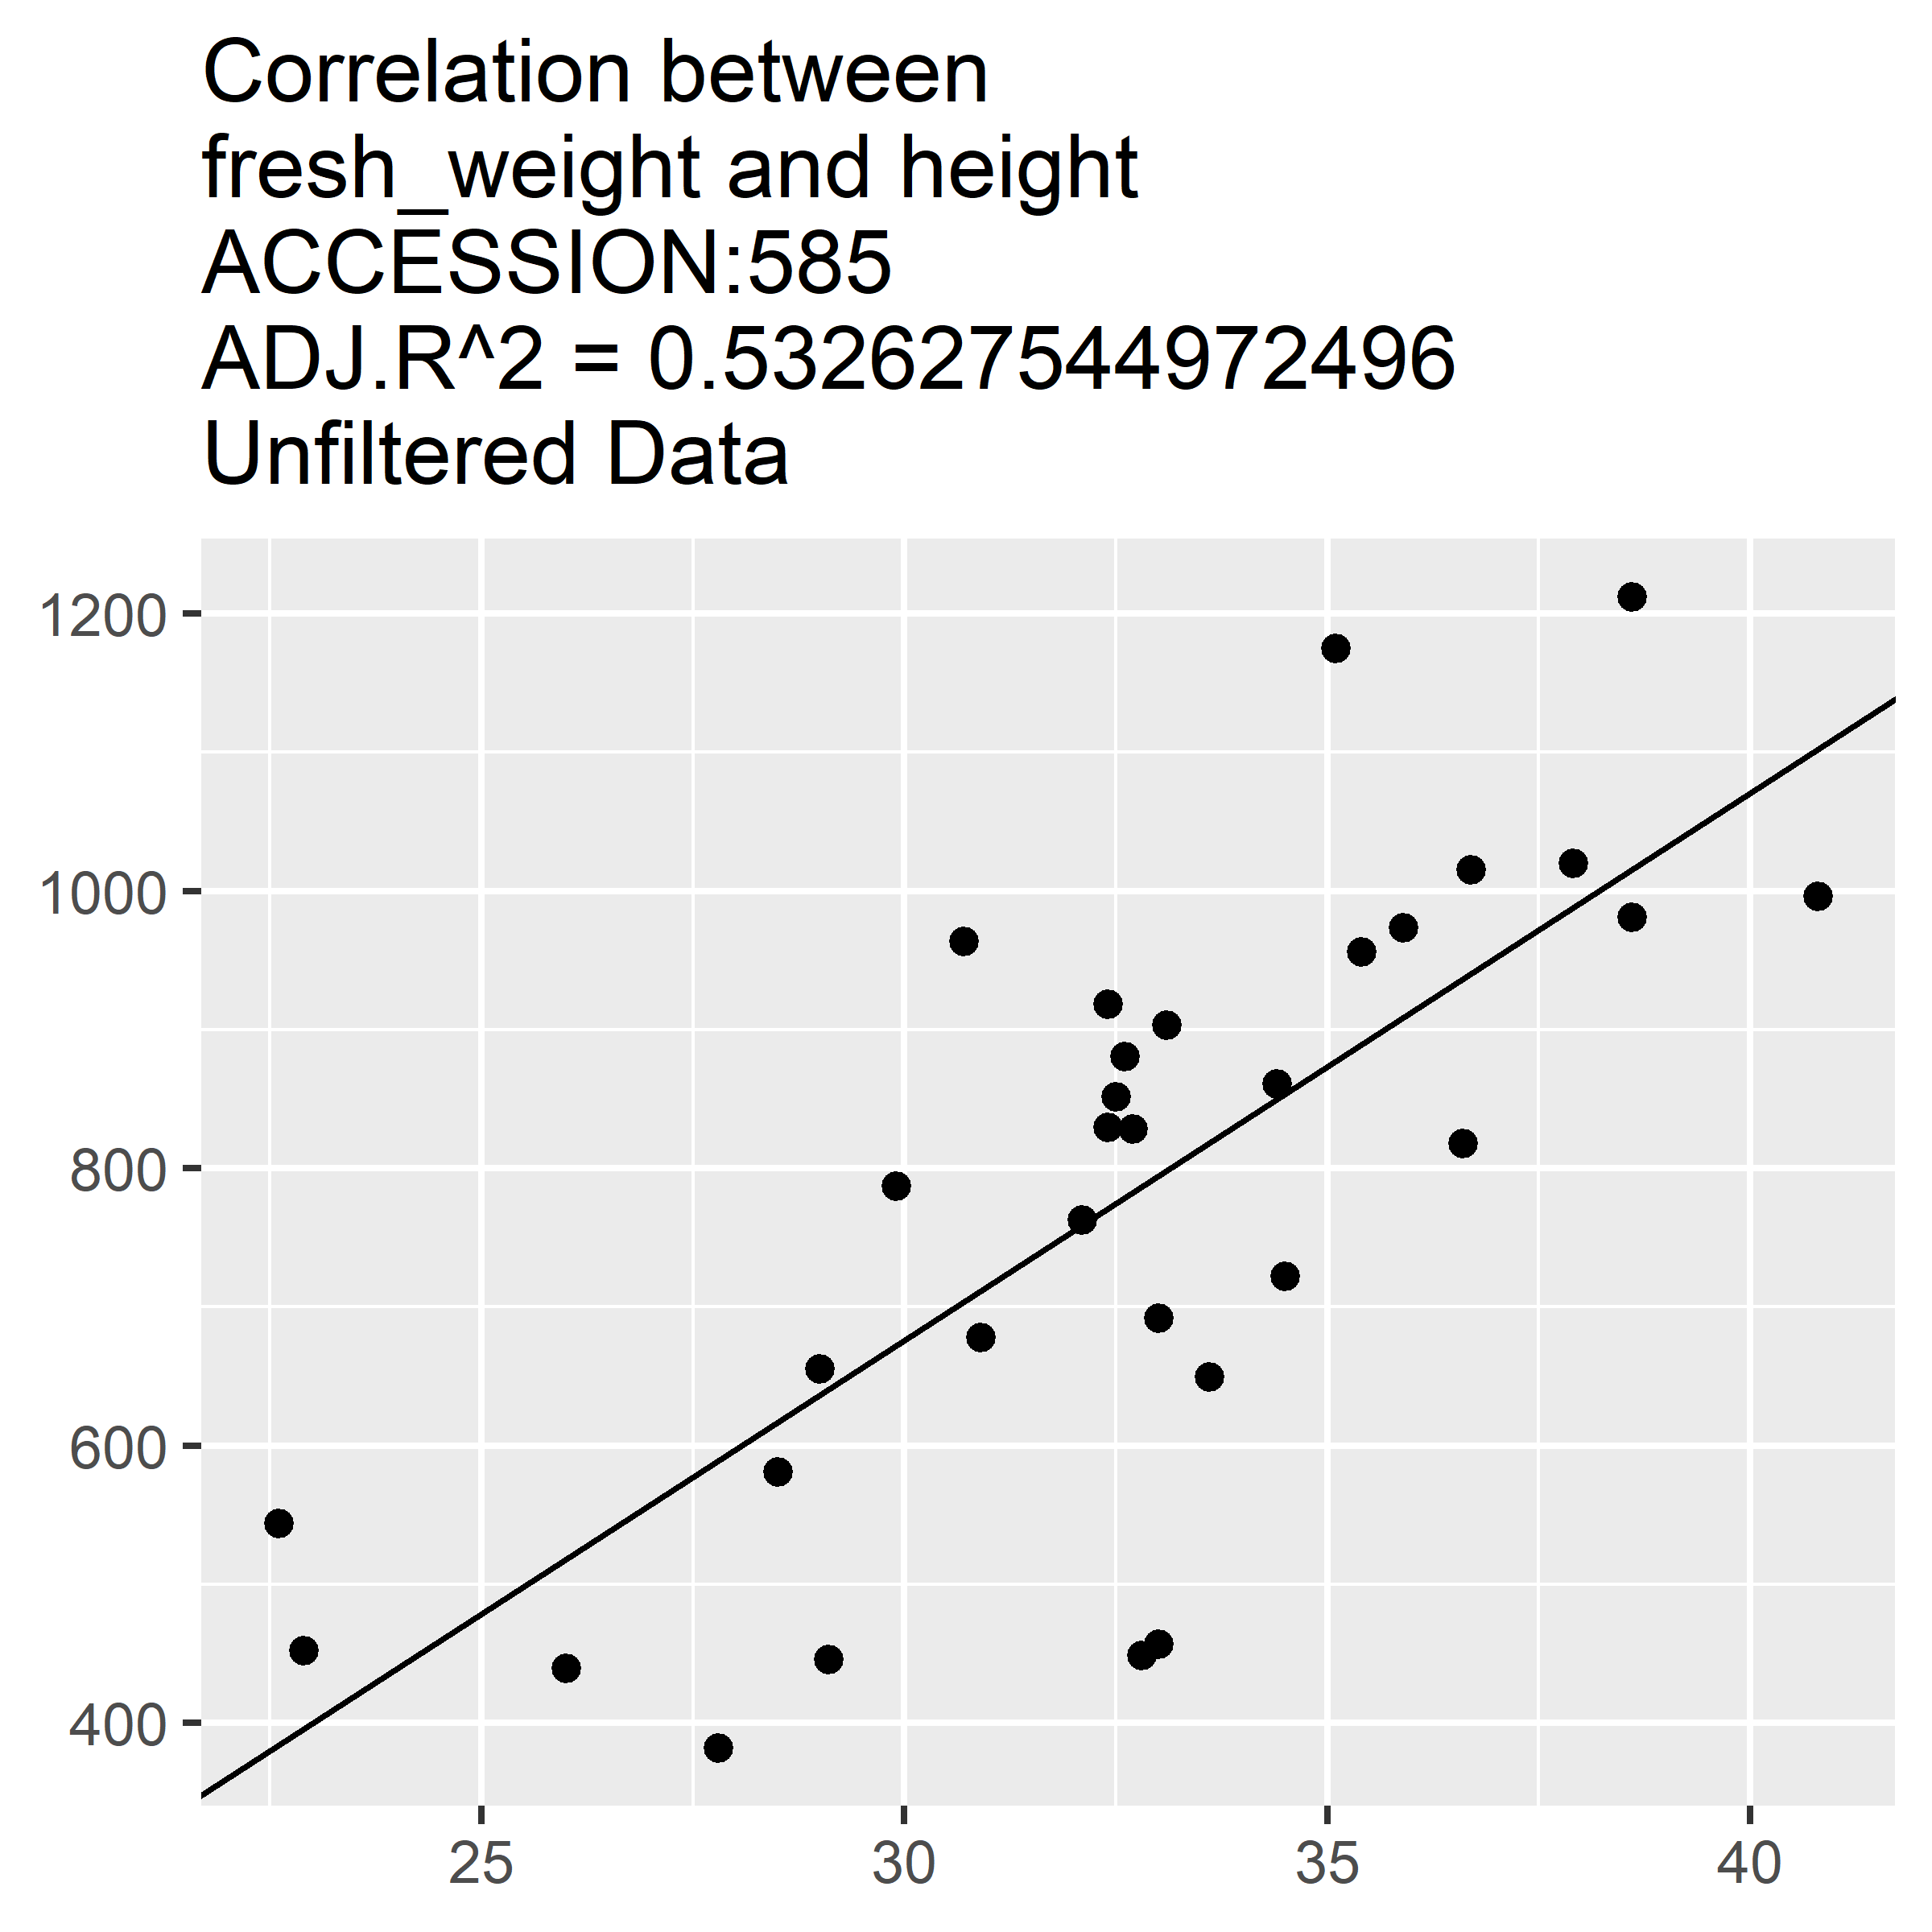 Correlation between
fresh_weight and height
ACCESSION:585
ADJ.R^2 = 0.532627544972496
Unfiltered Data
1200
1000
800
600
400
25 30 35 40